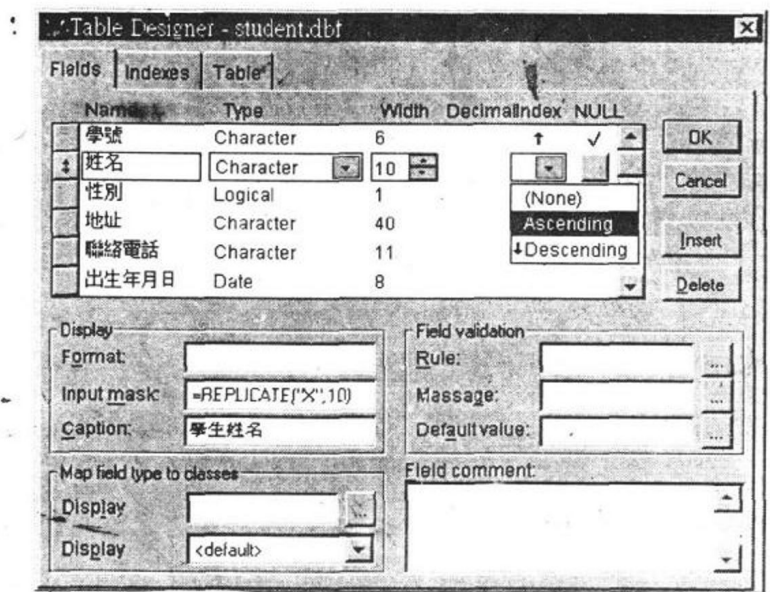 Table Designer - student.dbf
Fields Indexes Table
Name Type Width Decimal Index NULL
學號 Character 6 ↑ ✓
姓名 Character 10
性別 Logical 1
地址 Character 40
聯絡電話 Character 11
出生年月日 Date 8
(None)
Ascending
↓Descending
OK
Cancel
Insert
Delete
Display
Format:
Input mask: =REPLICATE("X",10)
Caption: 學生姓名
Field validation
Rule: ...
Massage: ...
Default value: ...
Map field type to classes
Display ...
Display <default>
Field comment: